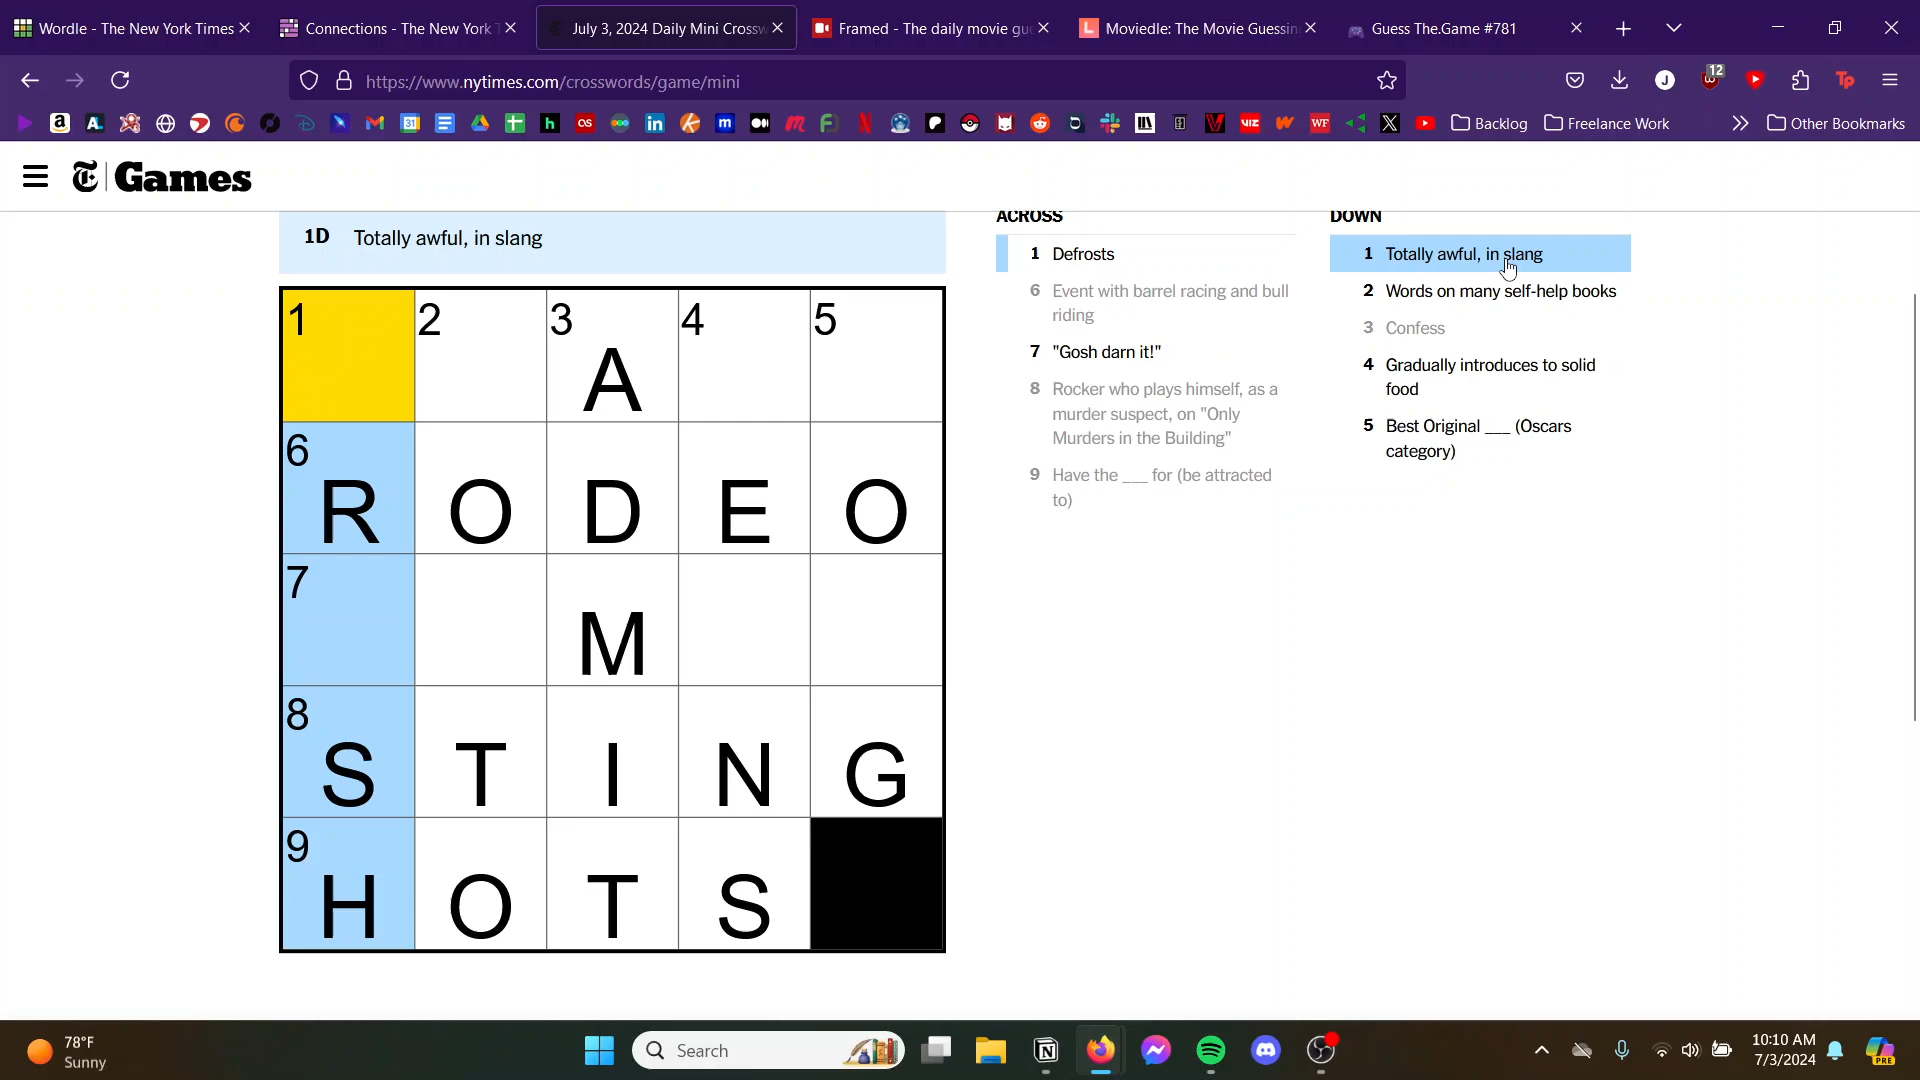 Wordle - The New York Times
Connections - The New York T
July 3, 2024 Daily Mini Crossw
Framed - The daily movie gue
Moviedle: The Movie Guessin
Guess The.Game #781
https://www.nytimes.com/crosswords/game/mini
12
Backlog
Freelance Work
Other Bookmarks
Games
1D Totally awful, in slang
ACROSS
1 Defrosts
6 Event with barrel racing and bull
riding
7 "Gosh darn it!"
8 Rocker who plays himself, as a
murder suspect, on "Only
Murders in the Building"
9 Have the ___ for (be attracted
to)
DOWN
1 Totally awful, in slang
2 Words on many self-help books
3 Confess
4 Gradually introduces to solid
food
5 Best Original ___ (Oscars
category)
1 2 3 4 5
A
6
R O D E O
7
M
8
S T I N G
9
H O T S
78°F
Sunny
Search
10:10 AM
7/3/2024